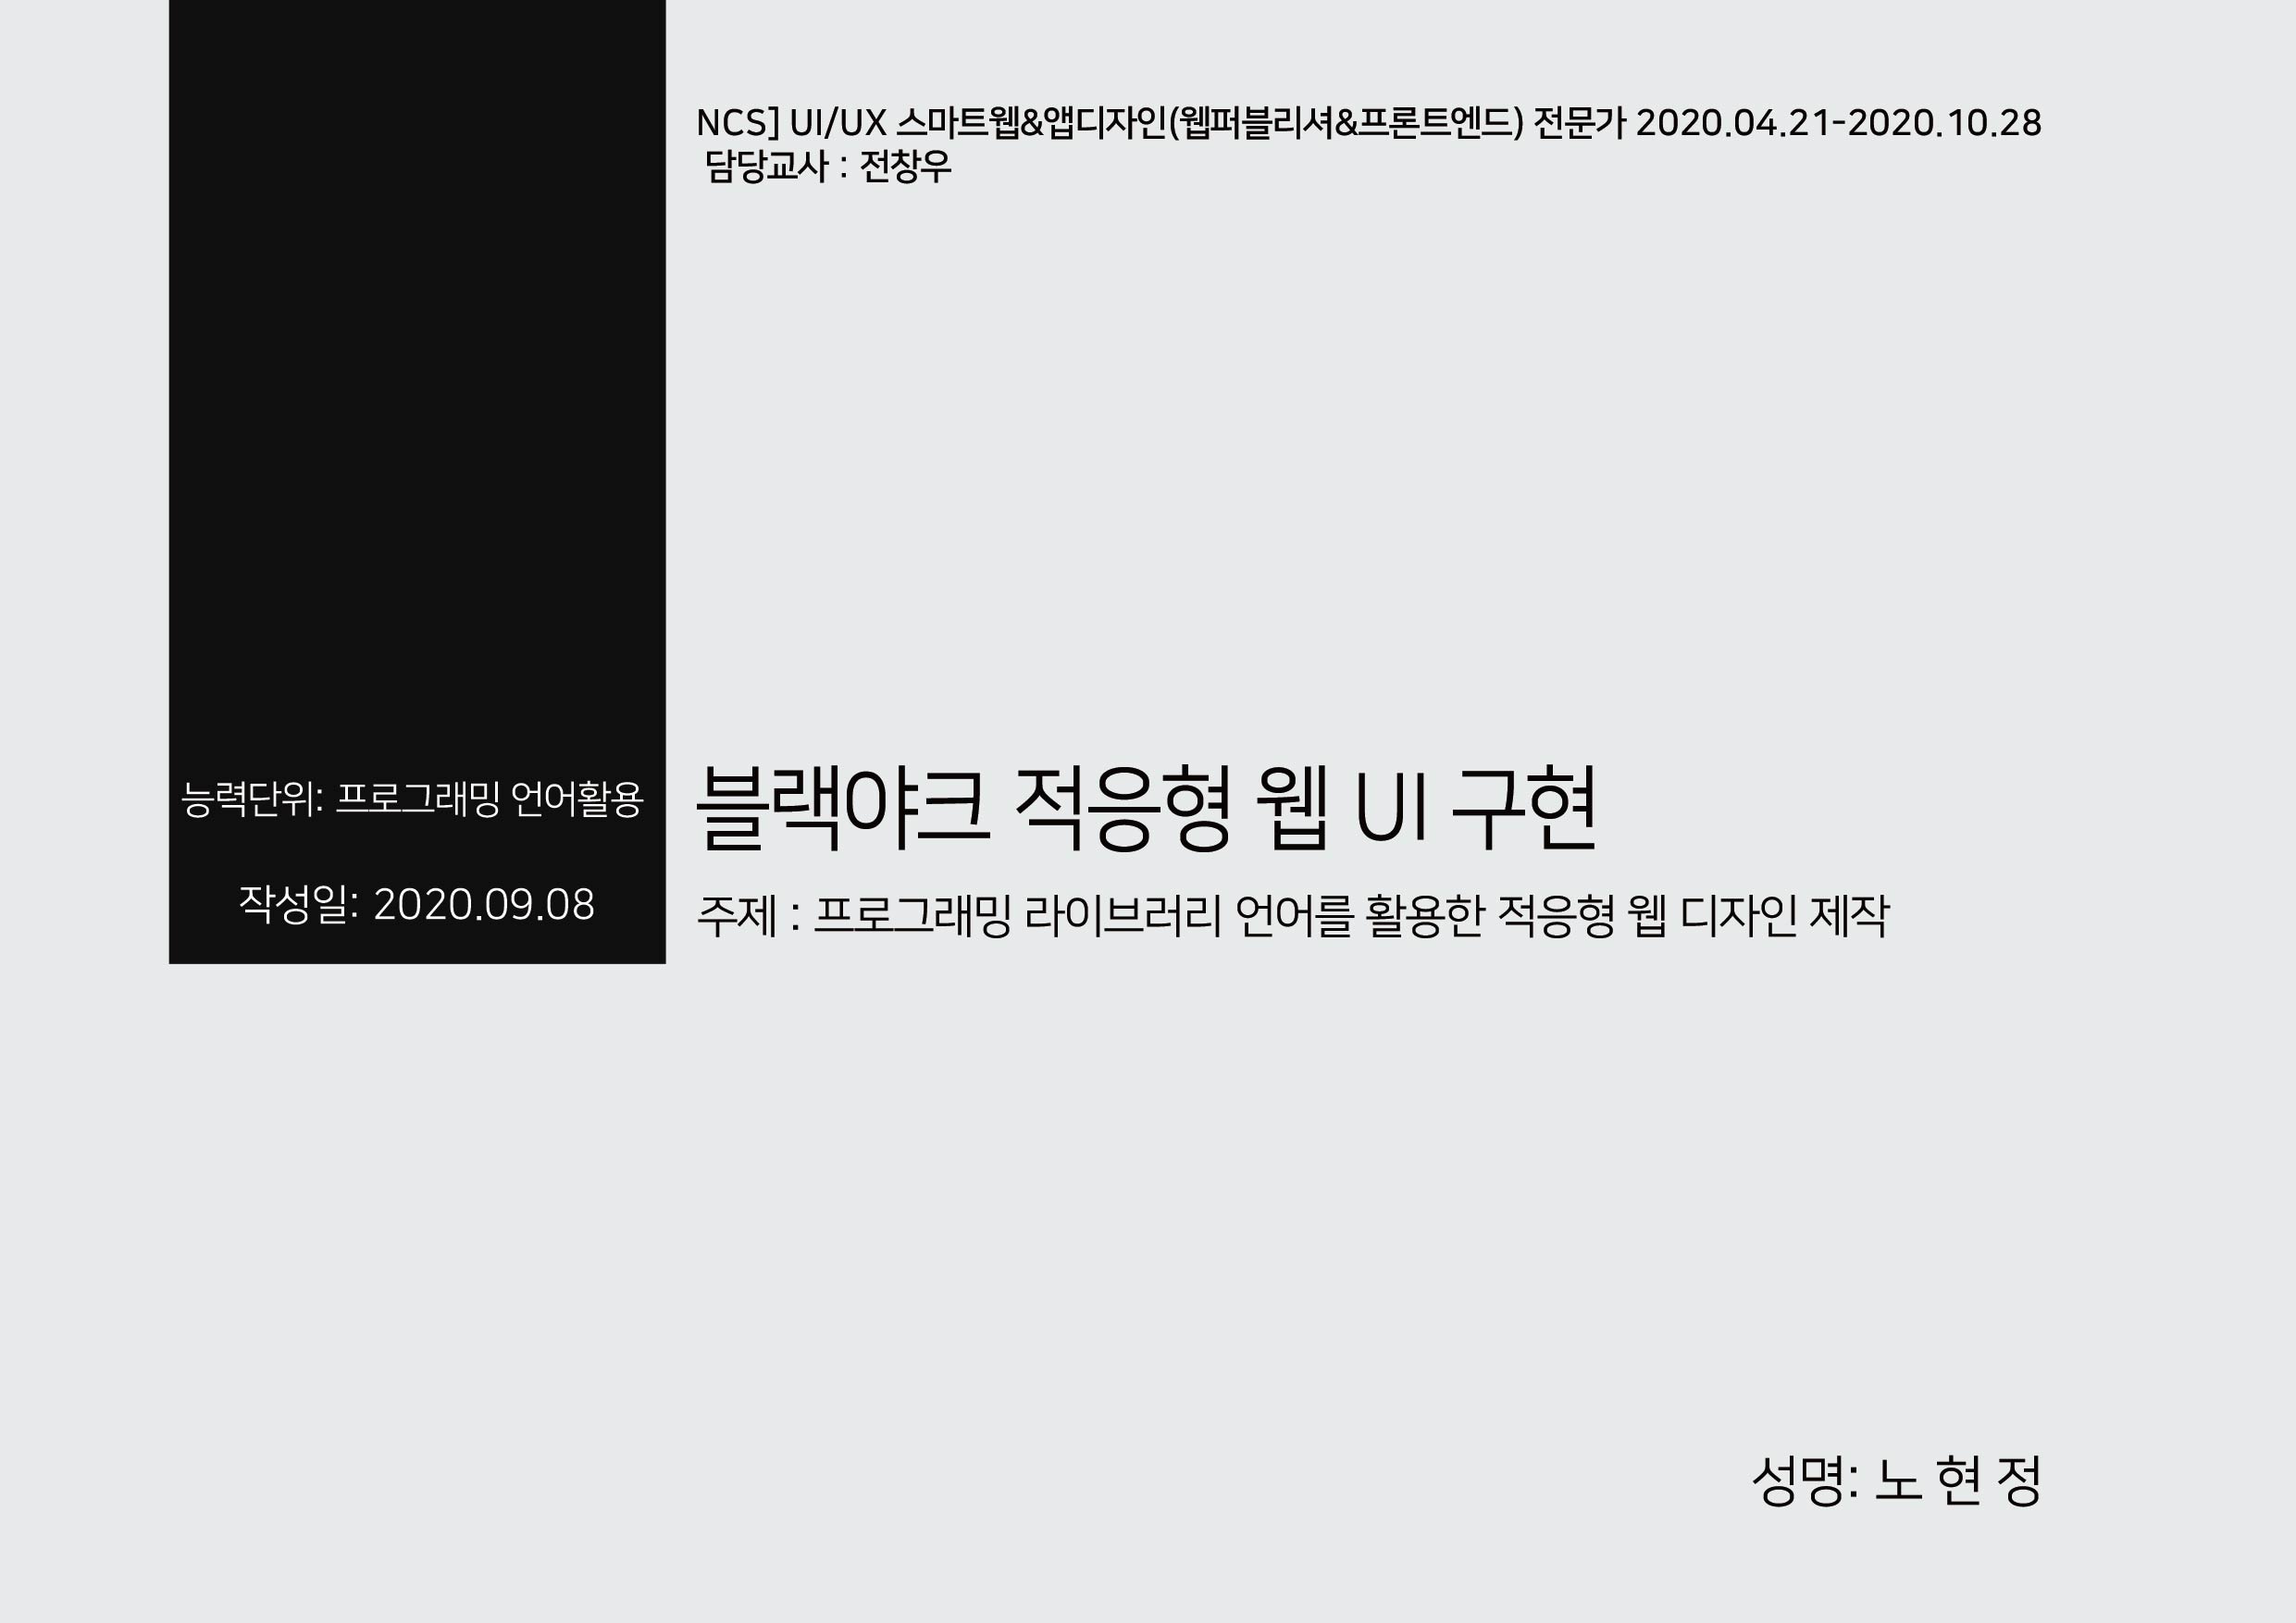 NCS] UI/UX 스마트웹&앱디자인(웹퍼블리셔&프론트엔드) 전문가 2020.04.21-2020.10.28
담당교사 : 전창우
능력단위: 프로그래밍 언어활용
작성일: 2020.09.08
블랙야크 적응형 웹 UI 구현
주제 : 프로그래밍 라이브러리 언어를 활용한 적응형 웹 디자인 제작
성명: 노 현 정